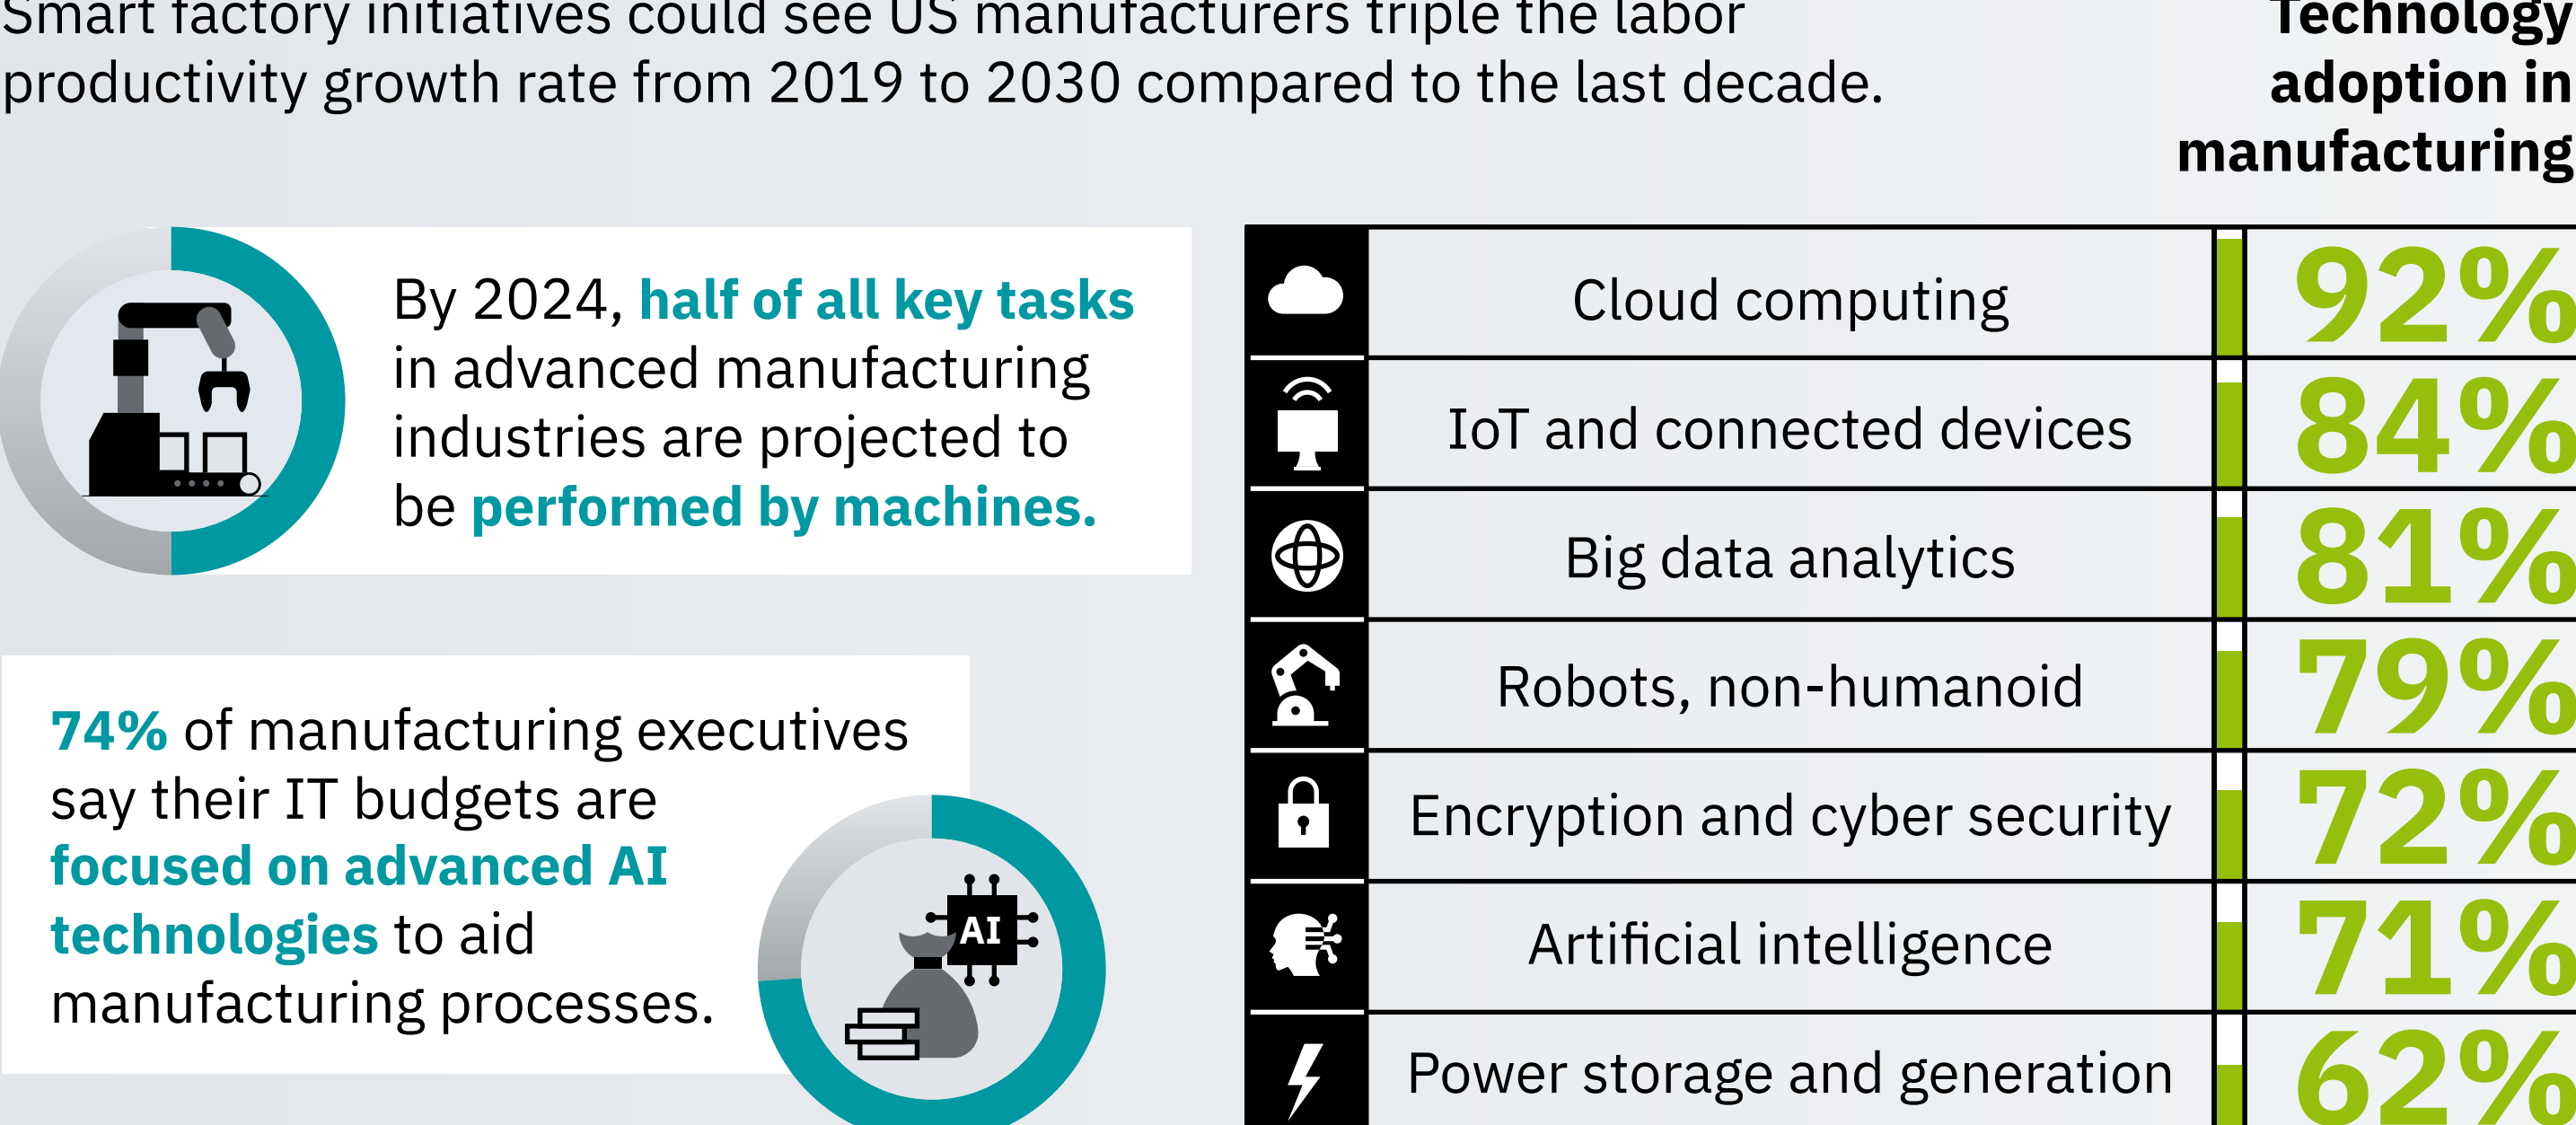 Smart factory initiatives could see US manufacturers triple the labor
productivity growth rate from 2019 to 2030 compared to the last decade.
Technology
adoption in
manufacturing
By 2024, half of all key tasks
in advanced manufacturing
industries are projected to
be performed by machines.
74% of manufacturing executives
say their IT budgets are
focused on advanced AI
technologies to aid
manufacturing processes.
AI
Cloud computing 92%
IoT and connected devices 84%
Big data analytics 81%
Robots, non-humanoid 79%
Encryption and cyber security 72%
Artificial intelligence 71%
Power storage and generation 62%